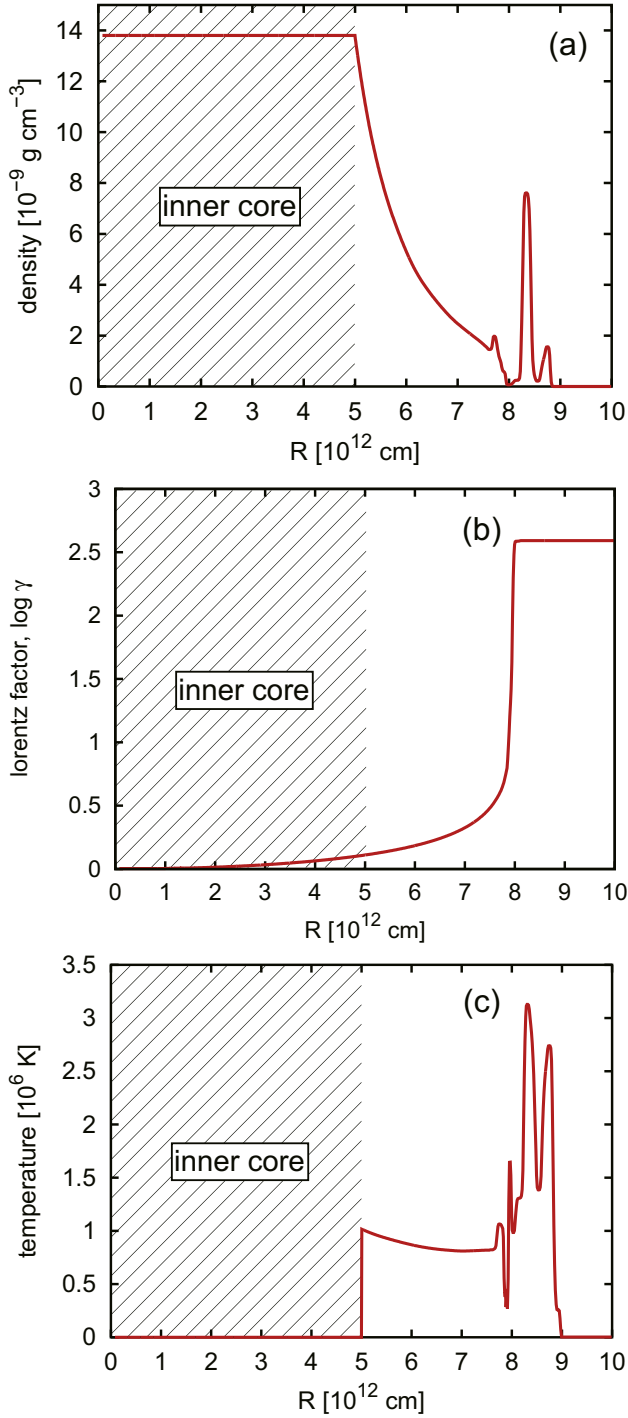 (a)
density [10⁻⁹ g cm⁻³]
14
12
10
8
6
4
2
0
inner core
0 1 2 3 4 5 6 7 8 9 10
R [10¹² cm]
(b)
lorentz factor, log γ
3
2.5
2
1.5
1
0.5
0
inner core
0 1 2 3 4 5 6 7 8 9 10
R [10¹² cm]
(c)
temperature [10⁶ K]
3.5
3
2.5
2
1.5
1
0.5
0
inner core
0 1 2 3 4 5 6 7 8 9 10
R [10¹² cm]